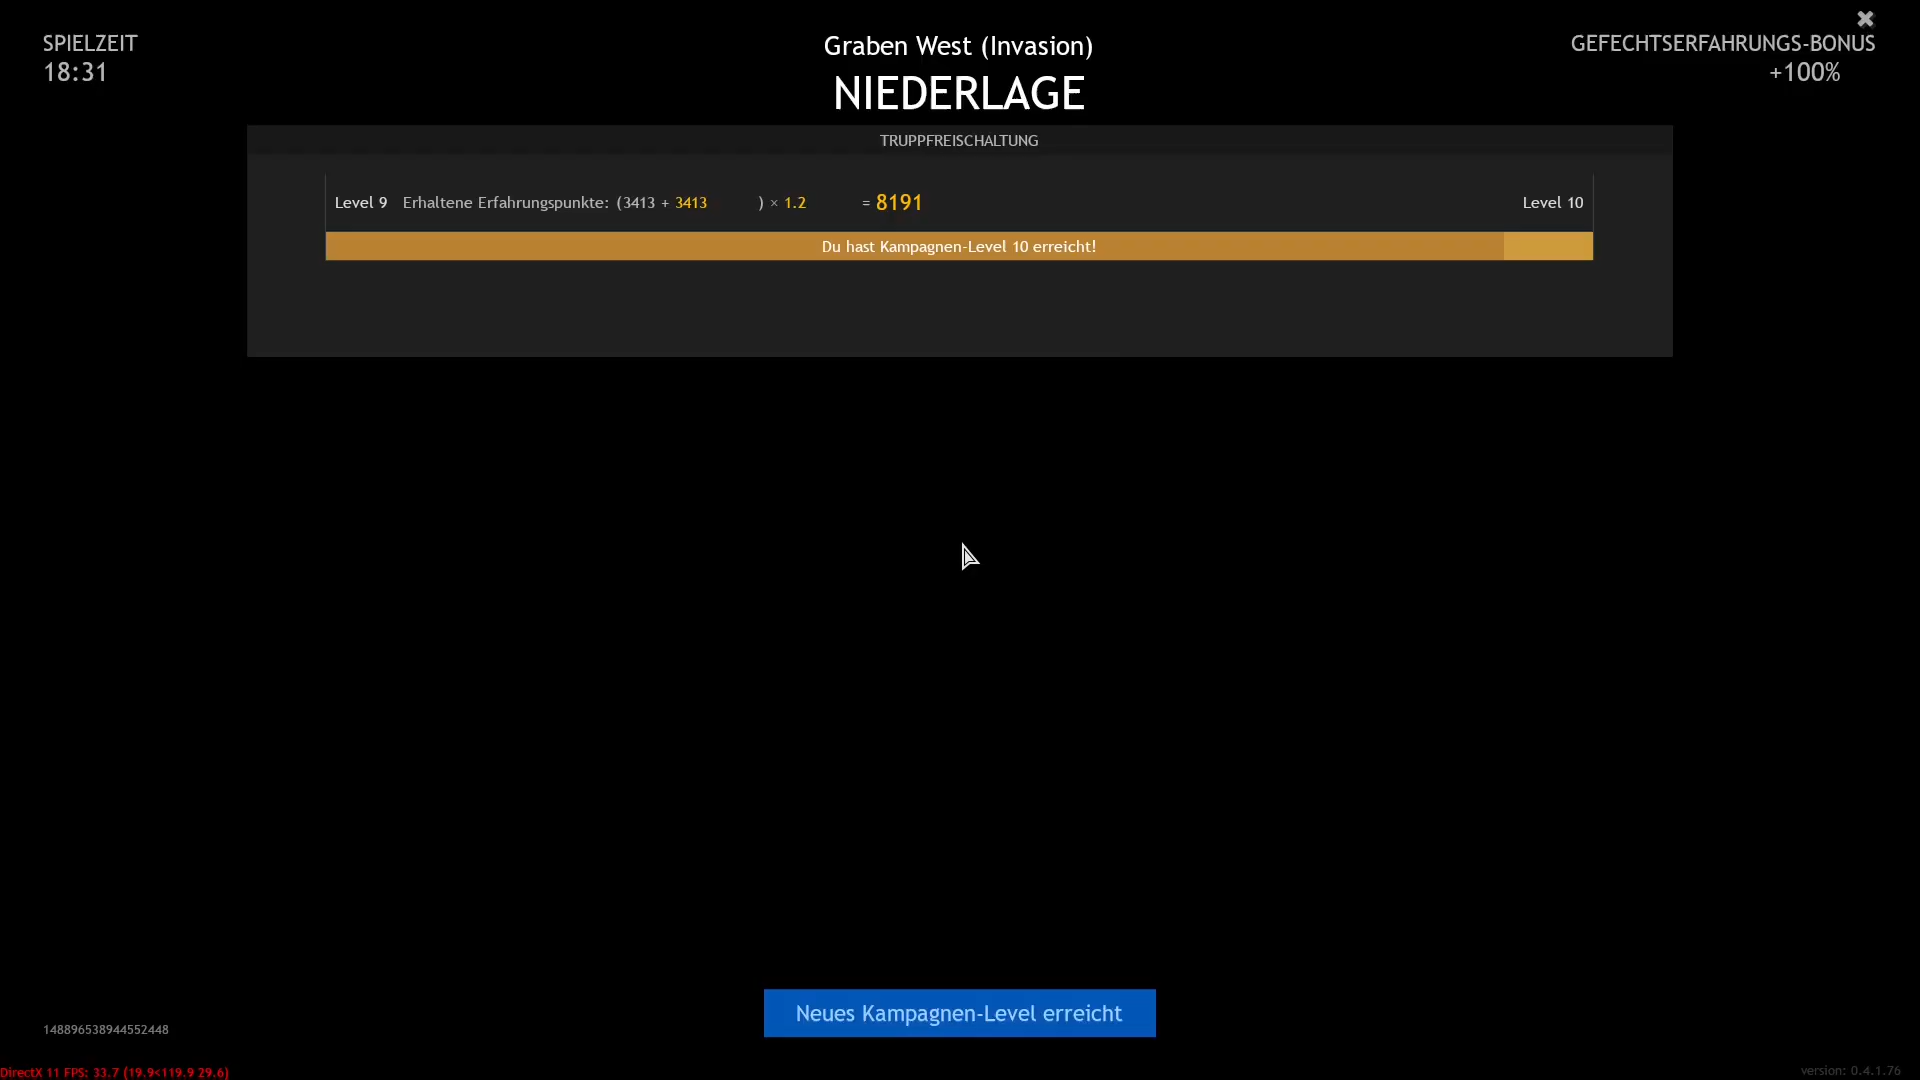 SPIELZEIT
18:31
Graben West (Invasion)
NIEDERLAGE
GEFECHTSERFAHRUNGS-BONUS
+100%
TRUPPFREISCHALTUNG
Level 9 Erhaltene Erfahrungspunkte: (3413 + 3413 ) × 1.2 = 8191 Level 10
Du hast Kampagnen-Level 10 erreicht!
Neues Kampagnen-Level erreicht
148896538944552448
DirectX 11 FPS: 33.7 (19.9<119.9 29.6)
version: 0.4.1.76